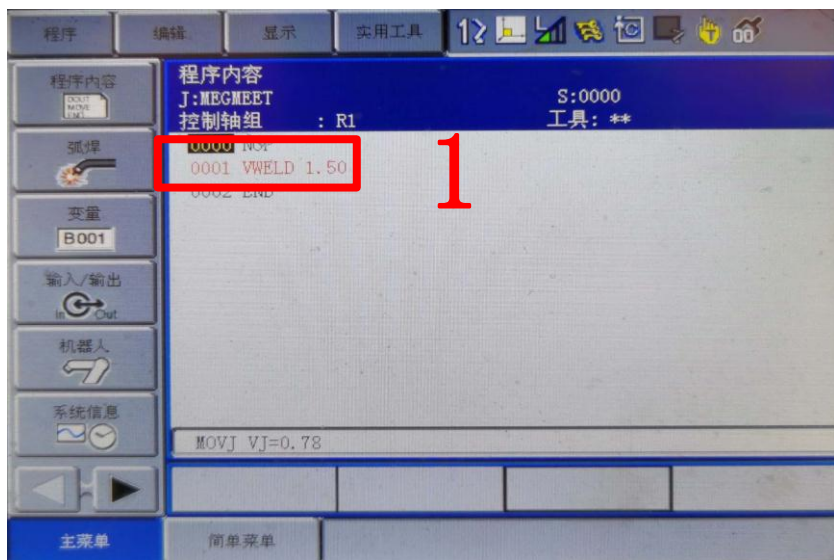 程序
编辑
显示
实用工具
程序内容
DOUT
MOVE
END
弧焊
变量
B001
输入/输出
In Out
机器人
系统信息
主菜单
简单菜单
程序内容
J:MEGMEET
S:0000
控制轴组 : R1
工具: **
0000 NOP
0001 VWELD 1.50
0002 END
1
MOVJ VJ=0.78